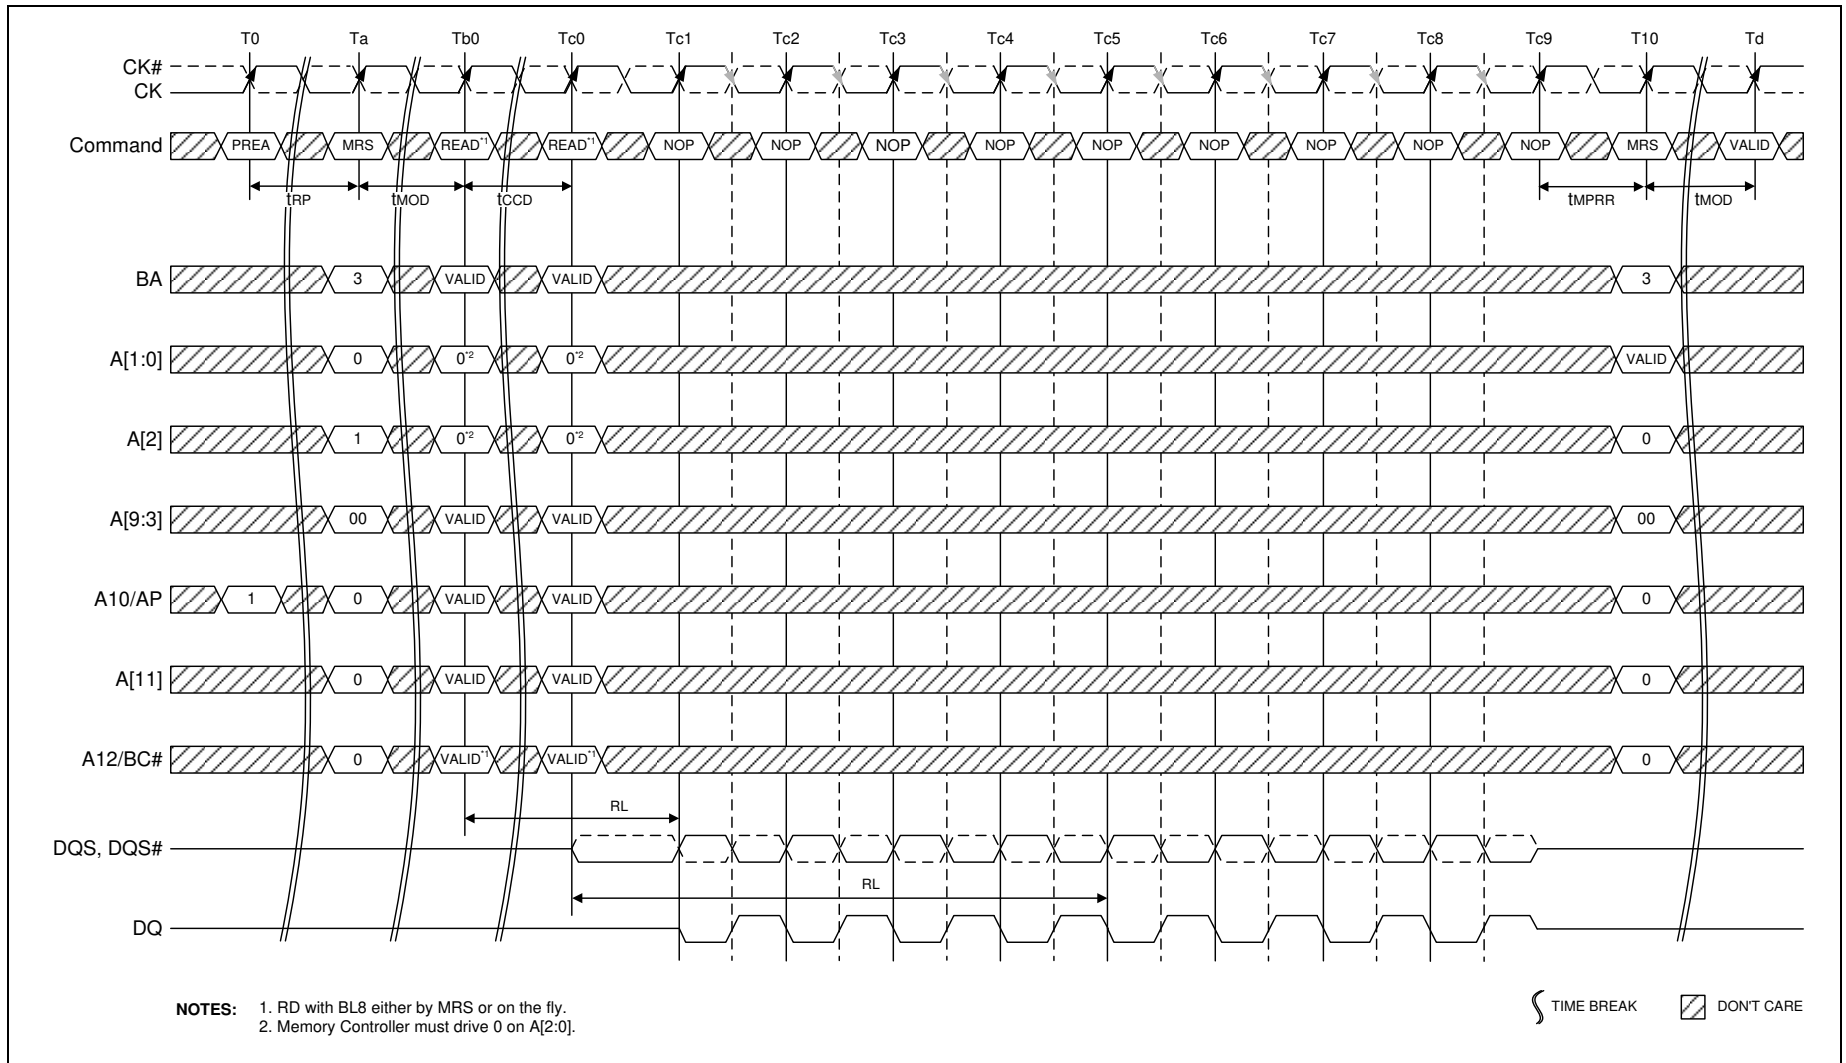 T0 Ta Tb0 Tc0 Tc1 Tc2 Tc3 Tc4 Tc5 Tc6 Tc7 Tc8 Tc9 T10 Td
CK#
CK
Command PREA MRS READ*1 READ*1 NOP NOP NOP NOP NOP NOP NOP NOP NOP MRS VALID
tRP tMOD tCCD tMPRR tMOD
BA 3 VALID VALID 3
A[1:0] 0 0*2 0*2 VALID
A[2] 1 0*2 0*2 0
A[9:3] 00 VALID VALID 00
A10/AP 1 0 VALID VALID 0
A[11] 0 VALID VALID 0
A12/BC# 0 VALID*1 VALID*1 0
RL
DQS, DQS#
RL
DQ
NOTES: 1. RD with BL8 either by MRS or on the fly.
2. Memory Controller must drive 0 on A[2:0].
TIME BREAK DON'T CARE